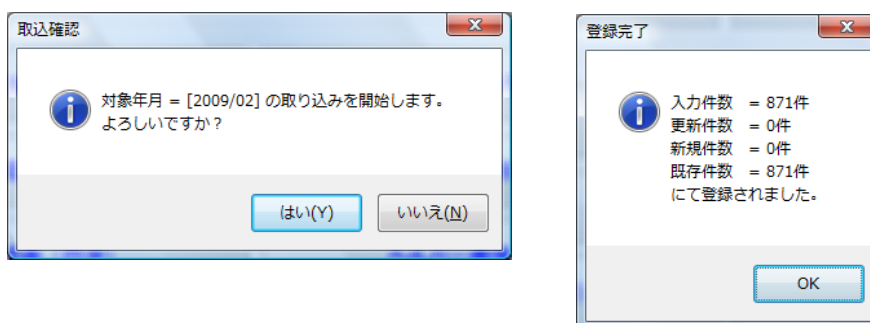 取込確認
対象年月 = [2009/02] の取り込みを開始します。
よろしいですか？
はい(Y)
いいえ(N)
登録完了
入力件数 = 871件
更新件数 = 0件
新規件数 = 0件
既存件数 = 871件
にて登録されました。
OK